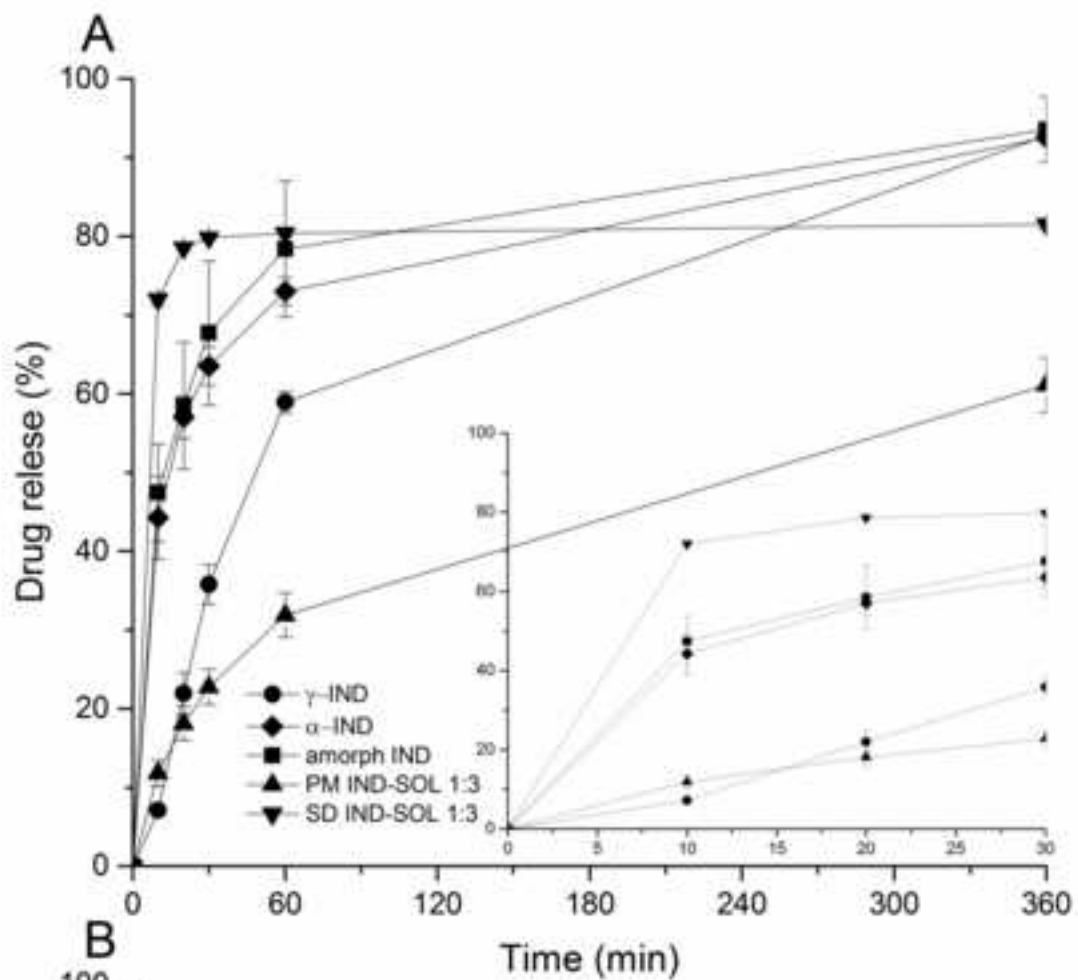 A
100
80
60
40
20
0
Drug relese (%)
100
80
60
40
20
0
0 5 10 15 20 25 30
γ-IND
α-IND
amorph IND
PM IND-SOL 1:3
SD IND-SOL 1:3
0 60 120 180 240 300 360
Time (min)
B
100